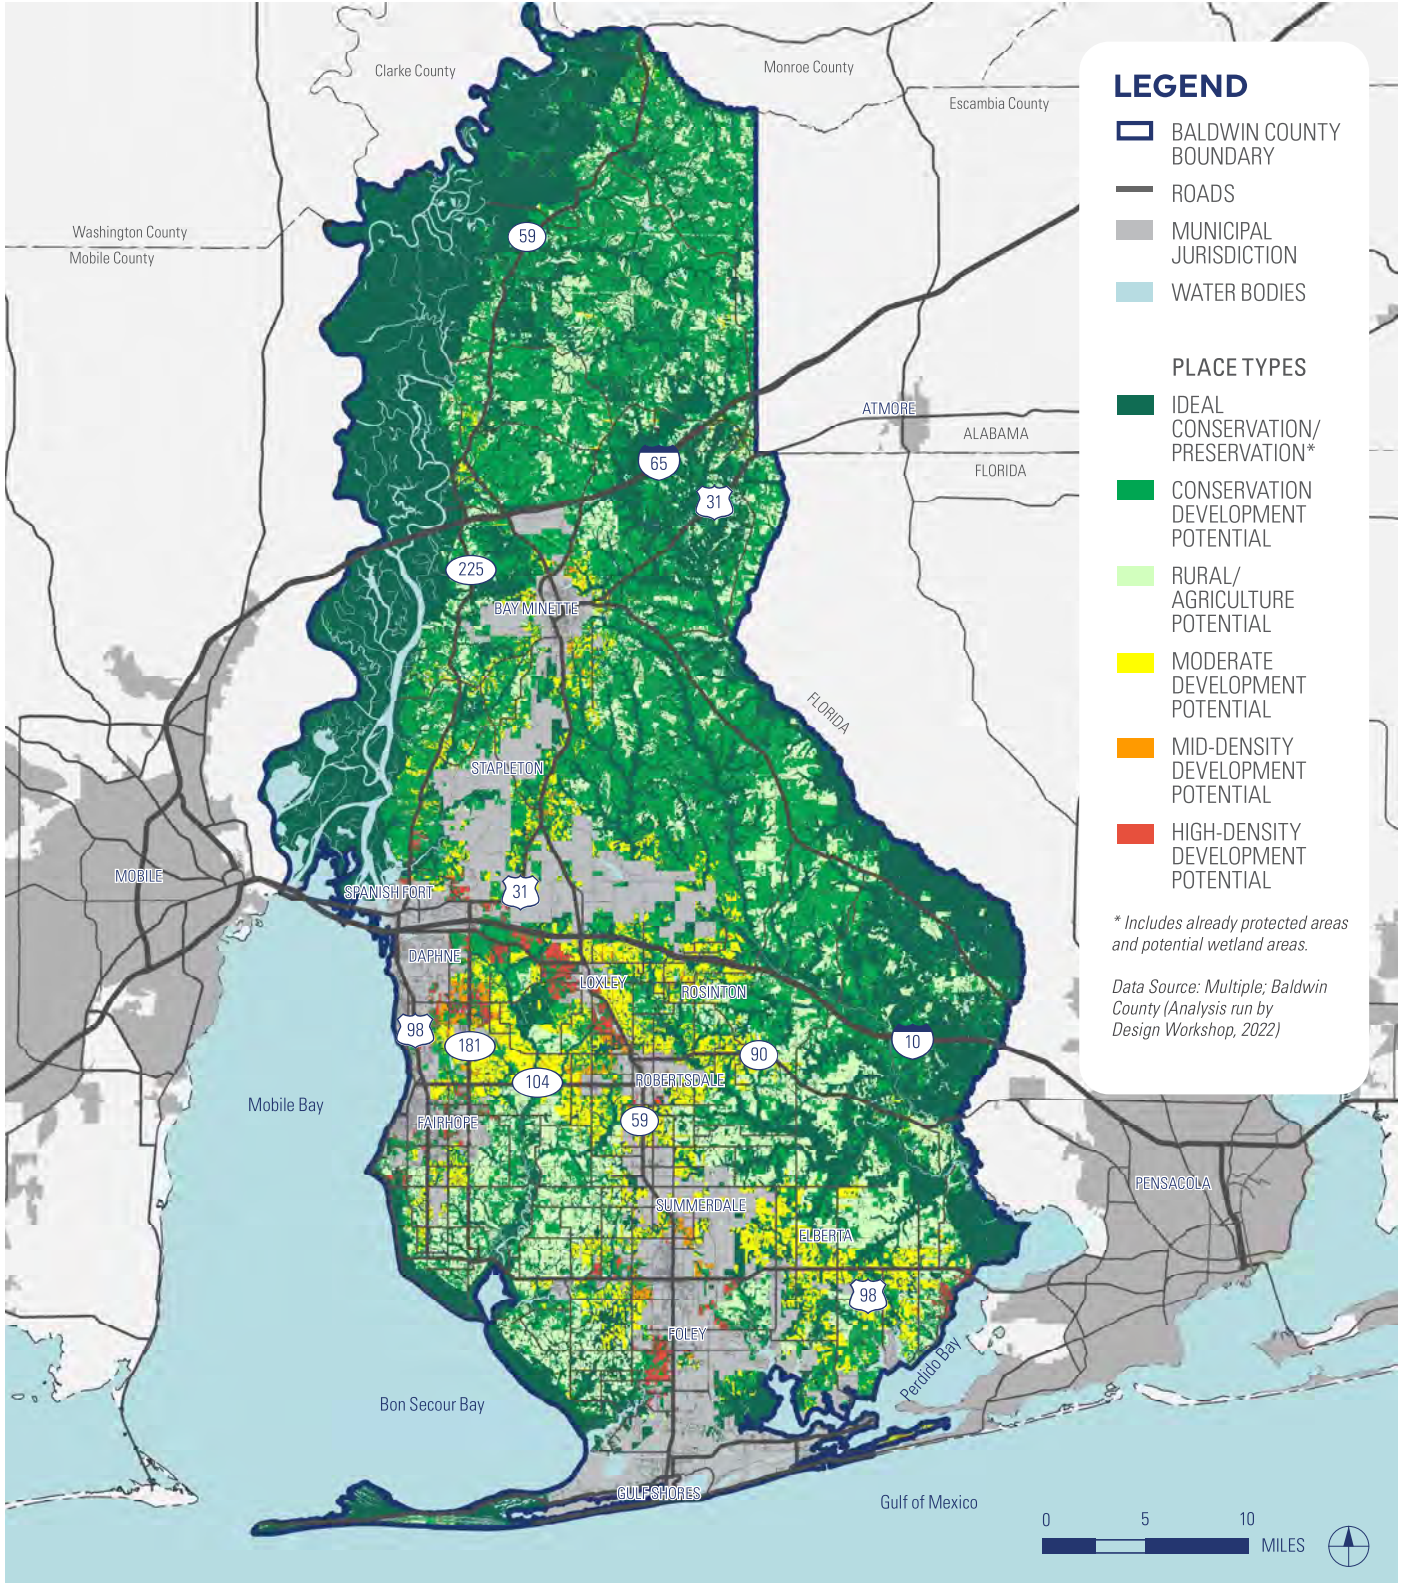 Clarke County
Monroe County
Escambia County
Washington County
Mobile County
59
ATMORE
ALABAMA
FLORIDA
65
31
225
BAY MINETTE
FLORIDA
STAPLETON
MOBILE
SPANISH FORT
31
DAPHNE
LOXLEY
ROSINTON
98
181
90
10
104
ROBERTSDALE
Mobile Bay
FAIRHOPE
59
PENSACOLA
SUMMERDALE
ELBERTA
98
FOLEY
Perdido Bay
Bon Secour Bay
GULF SHORES
Gulf of Mexico
LEGEND
BALDWIN COUNTY
BOUNDARY
ROADS
MUNICIPAL
JURISDICTION
WATER BODIES
PLACE TYPES
IDEAL
CONSERVATION/
PRESERVATION*
CONSERVATION
DEVELOPMENT
POTENTIAL
RURAL/
AGRICULTURE
POTENTIAL
MODERATE
DEVELOPMENT
POTENTIAL
MID-DENSITY
DEVELOPMENT
POTENTIAL
HIGH-DENSITY
DEVELOPMENT
POTENTIAL
* Includes already protected areas
and potential wetland areas.
Data Source: Multiple; Baldwin
County (Analysis run by
Design Workshop, 2022)
0 5 10
MILES